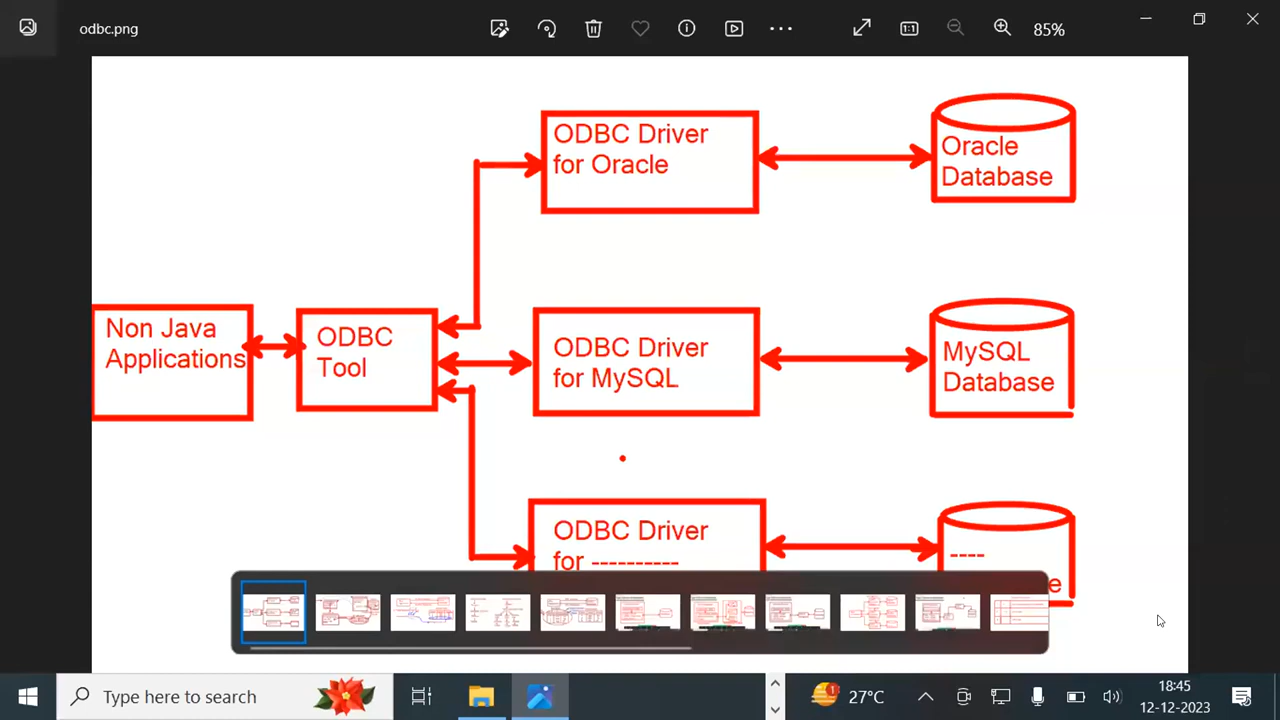 odbc.png
85%
ODBC Driver
for Oracle
Oracle
Database
Non Java
Applications
ODBC
Tool
ODBC Driver
for MySQL
MySQL
Database
ODBC Driver
for ----------
----
e
Type here to search
27°C
18:45
12-12-2023